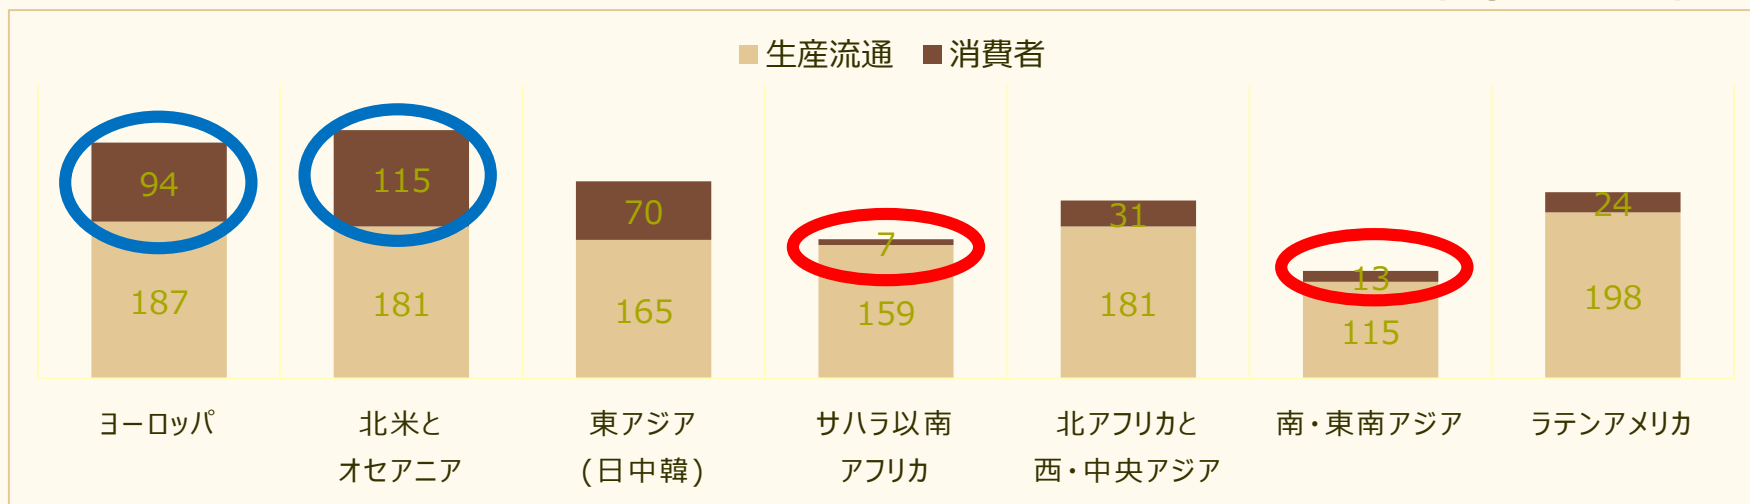 生産流通 消費者
94 115 70 7 31 13 24
187 181 165 159 181 115 198
ヨーロッパ 北米と 東アジア サハラ以南 北アフリカと 南・東南アジア ラテンアメリカ
オセアニア (日中韓) アフリカ 西・中央アジア